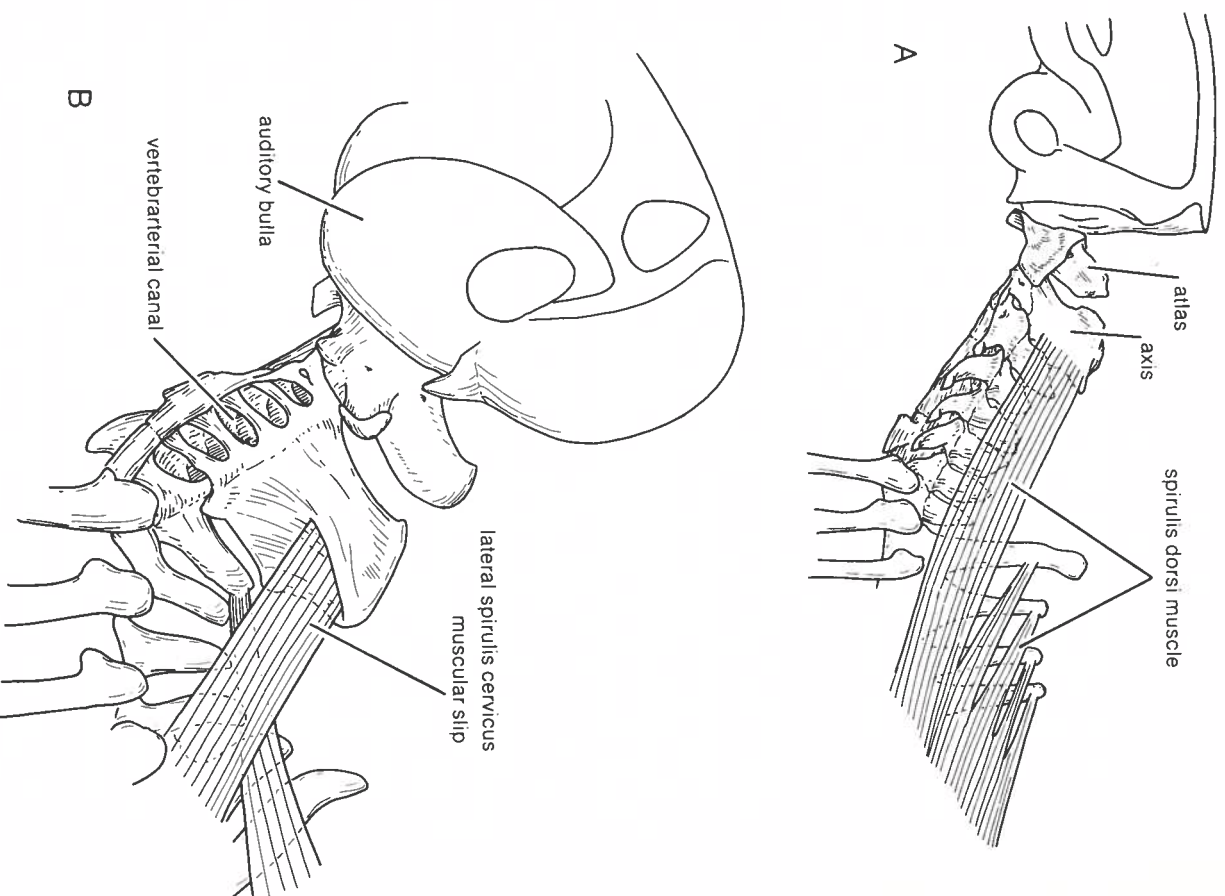 A
atlas
axis
spirulis dorsi muscle
B
auditory bulla
vertebrarterial canal
lateral spirulis cervicus
muscular slip